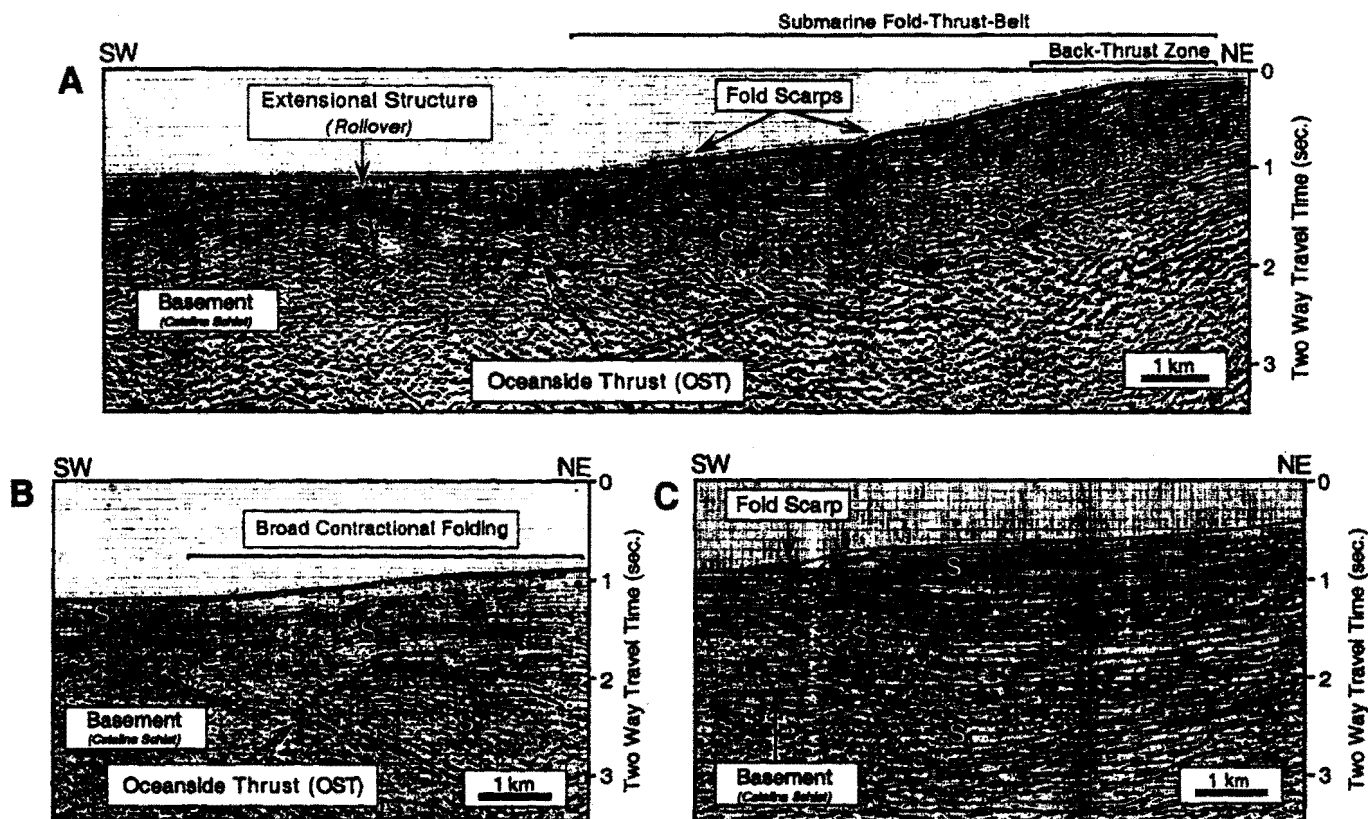 Submarine Fold-Thrust-Belt
SW
Back-Thrust Zone
NE
A
0
Extensional Structure
(Rollover)
Fold Scarps
1
S
S
S
S
S
S
2
Basement
(Catalina Schist)
3
Oceanside Thrust (OST)
1 km
Two Way Travel Time (sec.)
SW
NE
B
0
Broad Contractional Folding
1
S
S
2
Basement
(Catalina Schist)
S
Oceanside Thrust (OST)
1 km
3
Two Way Travel Time (sec.)
SW
NE
C
0
Fold Scarp
S
1
S
2
S
Basement
(Catalina Schist)
1 km
3
Two Way Travel Time (sec.)